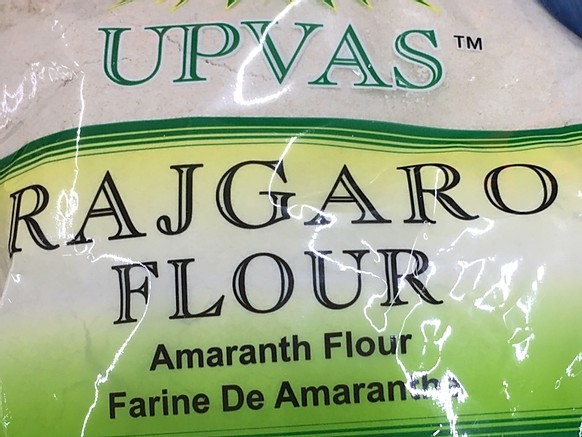 UPVAS™
RAJGARO
FLOUR
Amaranth Flour
Farine De Amaranthe